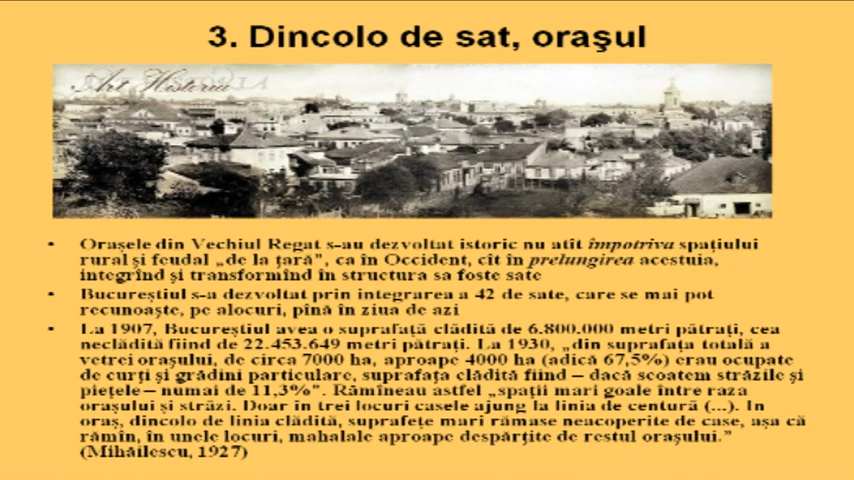 3. Dincolo de sat, oraşul
Art Historia
• Oraşele din Vechiul Regat s-au dezvoltat istoric nu atît împotriva spaţiului
rural şi feudal „de la ţară”, ca în Occident, cît în prelungirea acestuia,
integrînd şi transformînd în structura sa foste sate
• Bucureştiul s-a dezvoltat prin integrarea a 42 de sate, care se mai pot
recunoaşte, pe alocuri, pînă în ziua de azi
• La 1907, Bucureştiul avea o suprafaţă clădită de 6.800.000 metri pătraţi, cea
neclădită fiind de 22.453.649 metri pătraţi. La 1930, „din suprafaţa totală a
vetrei oraşului, de circa 7000 ha, aproape 4000 ha (adică 67,5%) erau ocupate
de curţi şi grădini particulare, suprafaţa clădită fiind – dacă scoatem străzile şi
pieţele – numai de 11,3%”. Rămîneau astfel „spaţii mari goale între raza
oraşului şi străzi. Doar în trei locuri casele ajung la linia de centură (...). In
oraş, dincolo de linia clădită, suprafeţe mari rămase neacoperite de case, aşa că
rămîn, în unele locuri, mahalale aproape despărţite de restul oraşului.”
(Mihăilescu, 1927)